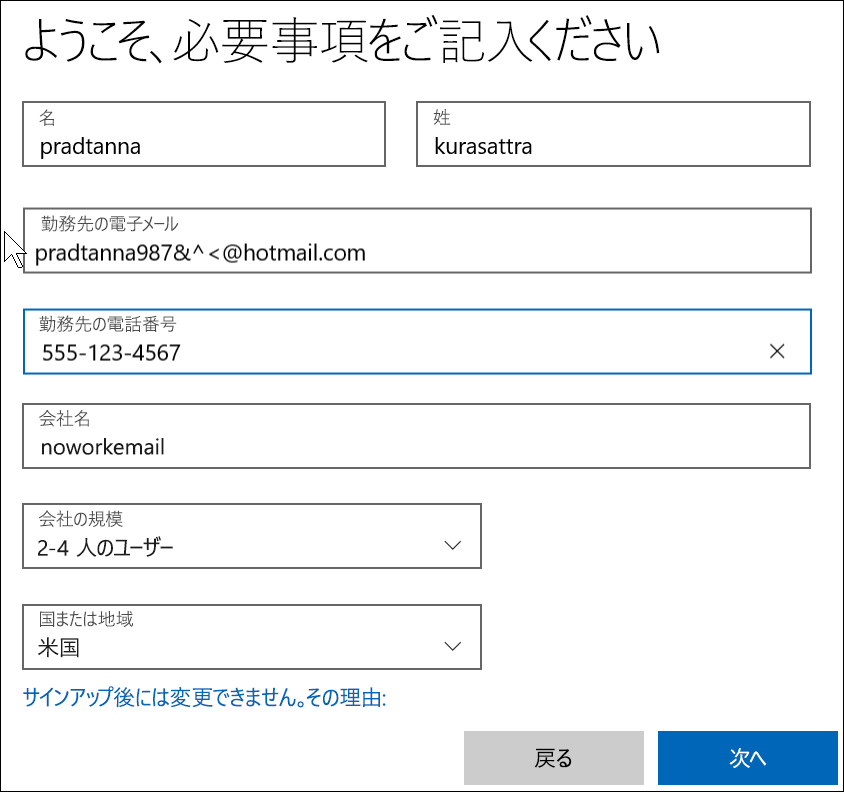 ようこそ、必要事項をご記入ください
名
pradtanna
姓
kurasattra
勤務先の電子メール
pradtanna987&^<@hotmail.com
勤務先の電話番号
555-123-4567
会社名
noworkemail
会社の規模
2-4 人のユーザー
国または地域
米国
サインアップ後には変更できません。その理由:
戻る
次へ